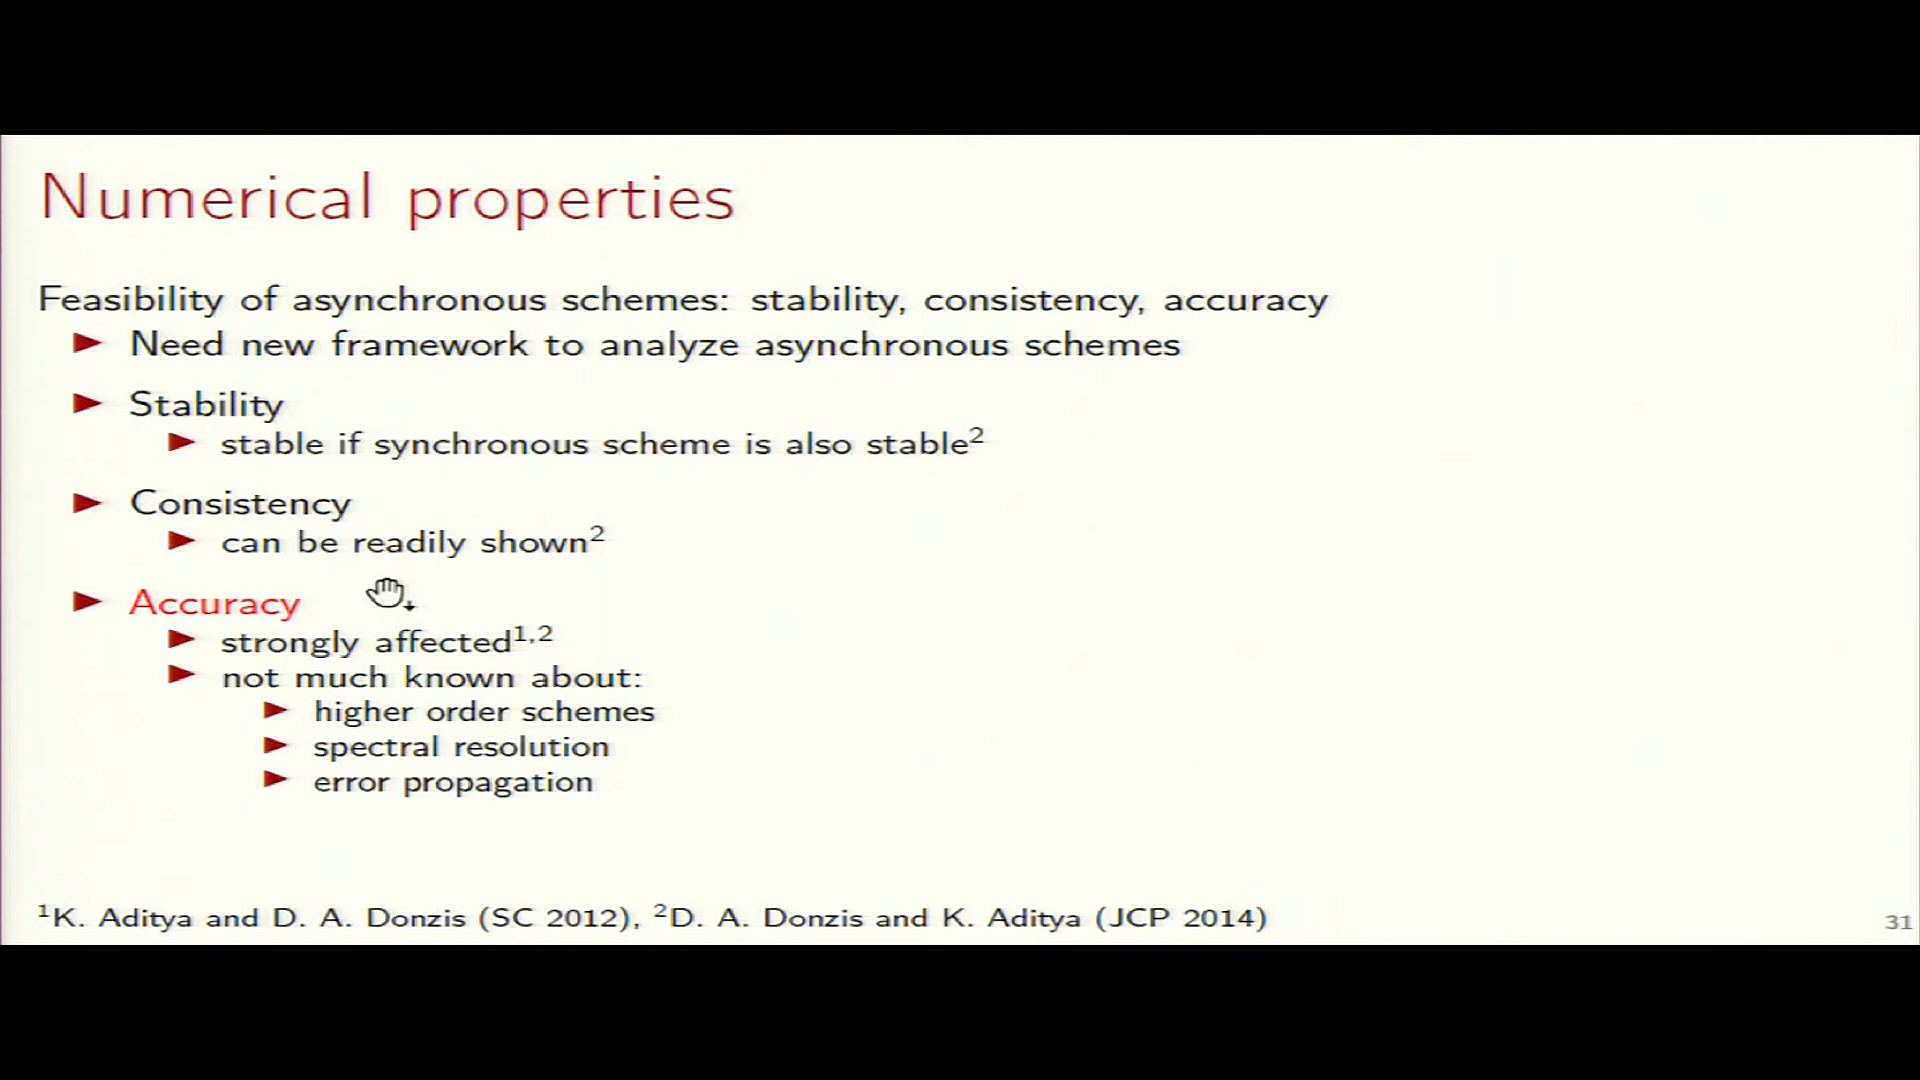 Numerical properties
Feasibility of asynchronous schemes: stability, consistency, accuracy
► Need new framework to analyze asynchronous schemes
► Stability
► stable if synchronous scheme is also stable²
► Consistency
► can be readily shown²
► Accuracy
► strongly affected¹,²
► not much known about:
► higher order schemes
► spectral resolution
► error propagation
¹K. Aditya and D. A. Donzis (SC 2012), ²D. A. Donzis and K. Aditya (JCP 2014)
31